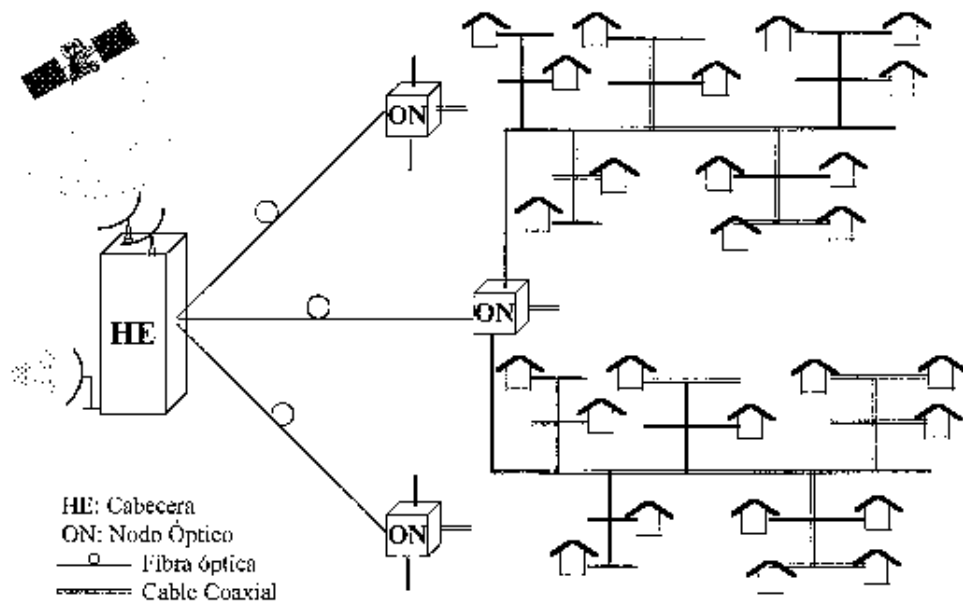 ON
HE
ON
ON
HE: Cabecera
ON: Nodo Óptico
Fibra óptica
Cable Coaxial